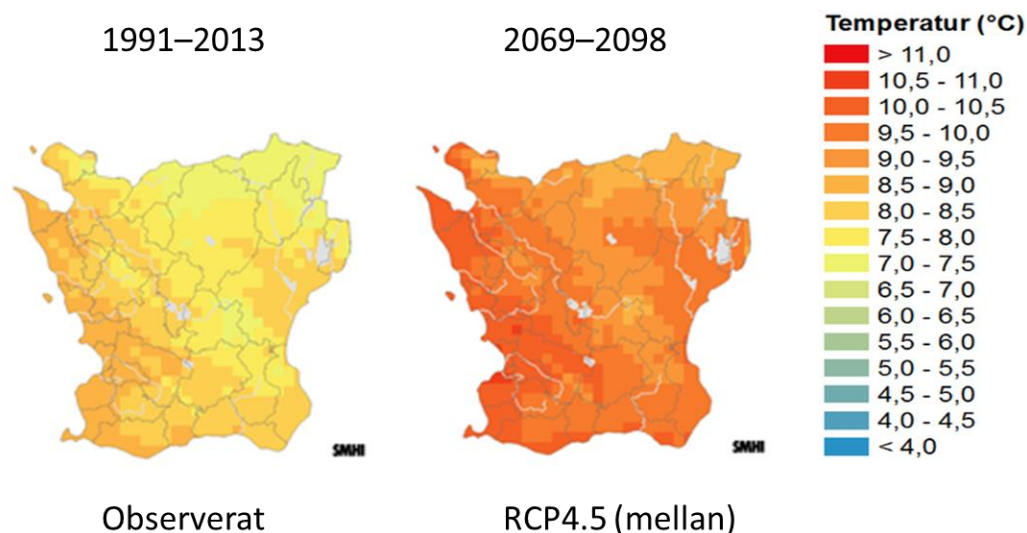 1991–2013
2069–2098
Temperatur (°C)
> 11,0
10,5 - 11,0
10,0 - 10,5
9,5 - 10,0
9,0 - 9,5
8,5 - 9,0
8,0 - 8,5
7,5 - 8,0
7,0 - 7,5
6,5 - 7,0
6,0 - 6,5
5,5 - 6,0
5,0 - 5,5
4,5 - 5,0
4,0 - 4,5
< 4,0
SMHI
SMHI
Observerat
RCP4.5 (mellan)